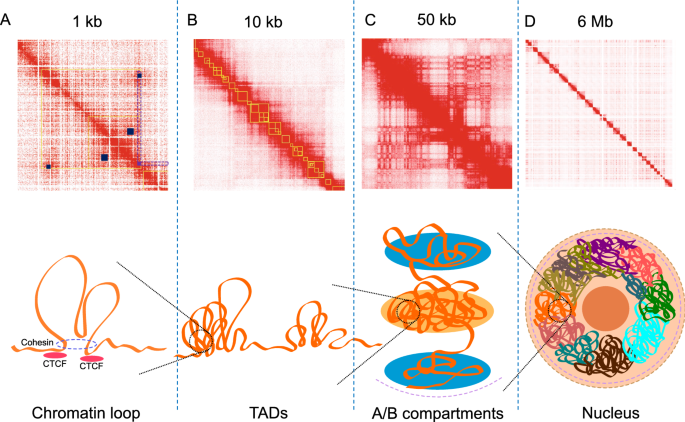 A 1 kb
B 10 kb
C 50 kb
D 6 Mb
Cohesin
CTCF
CTCF
Chromatin loop
TADs
A/B compartments
Nucleus